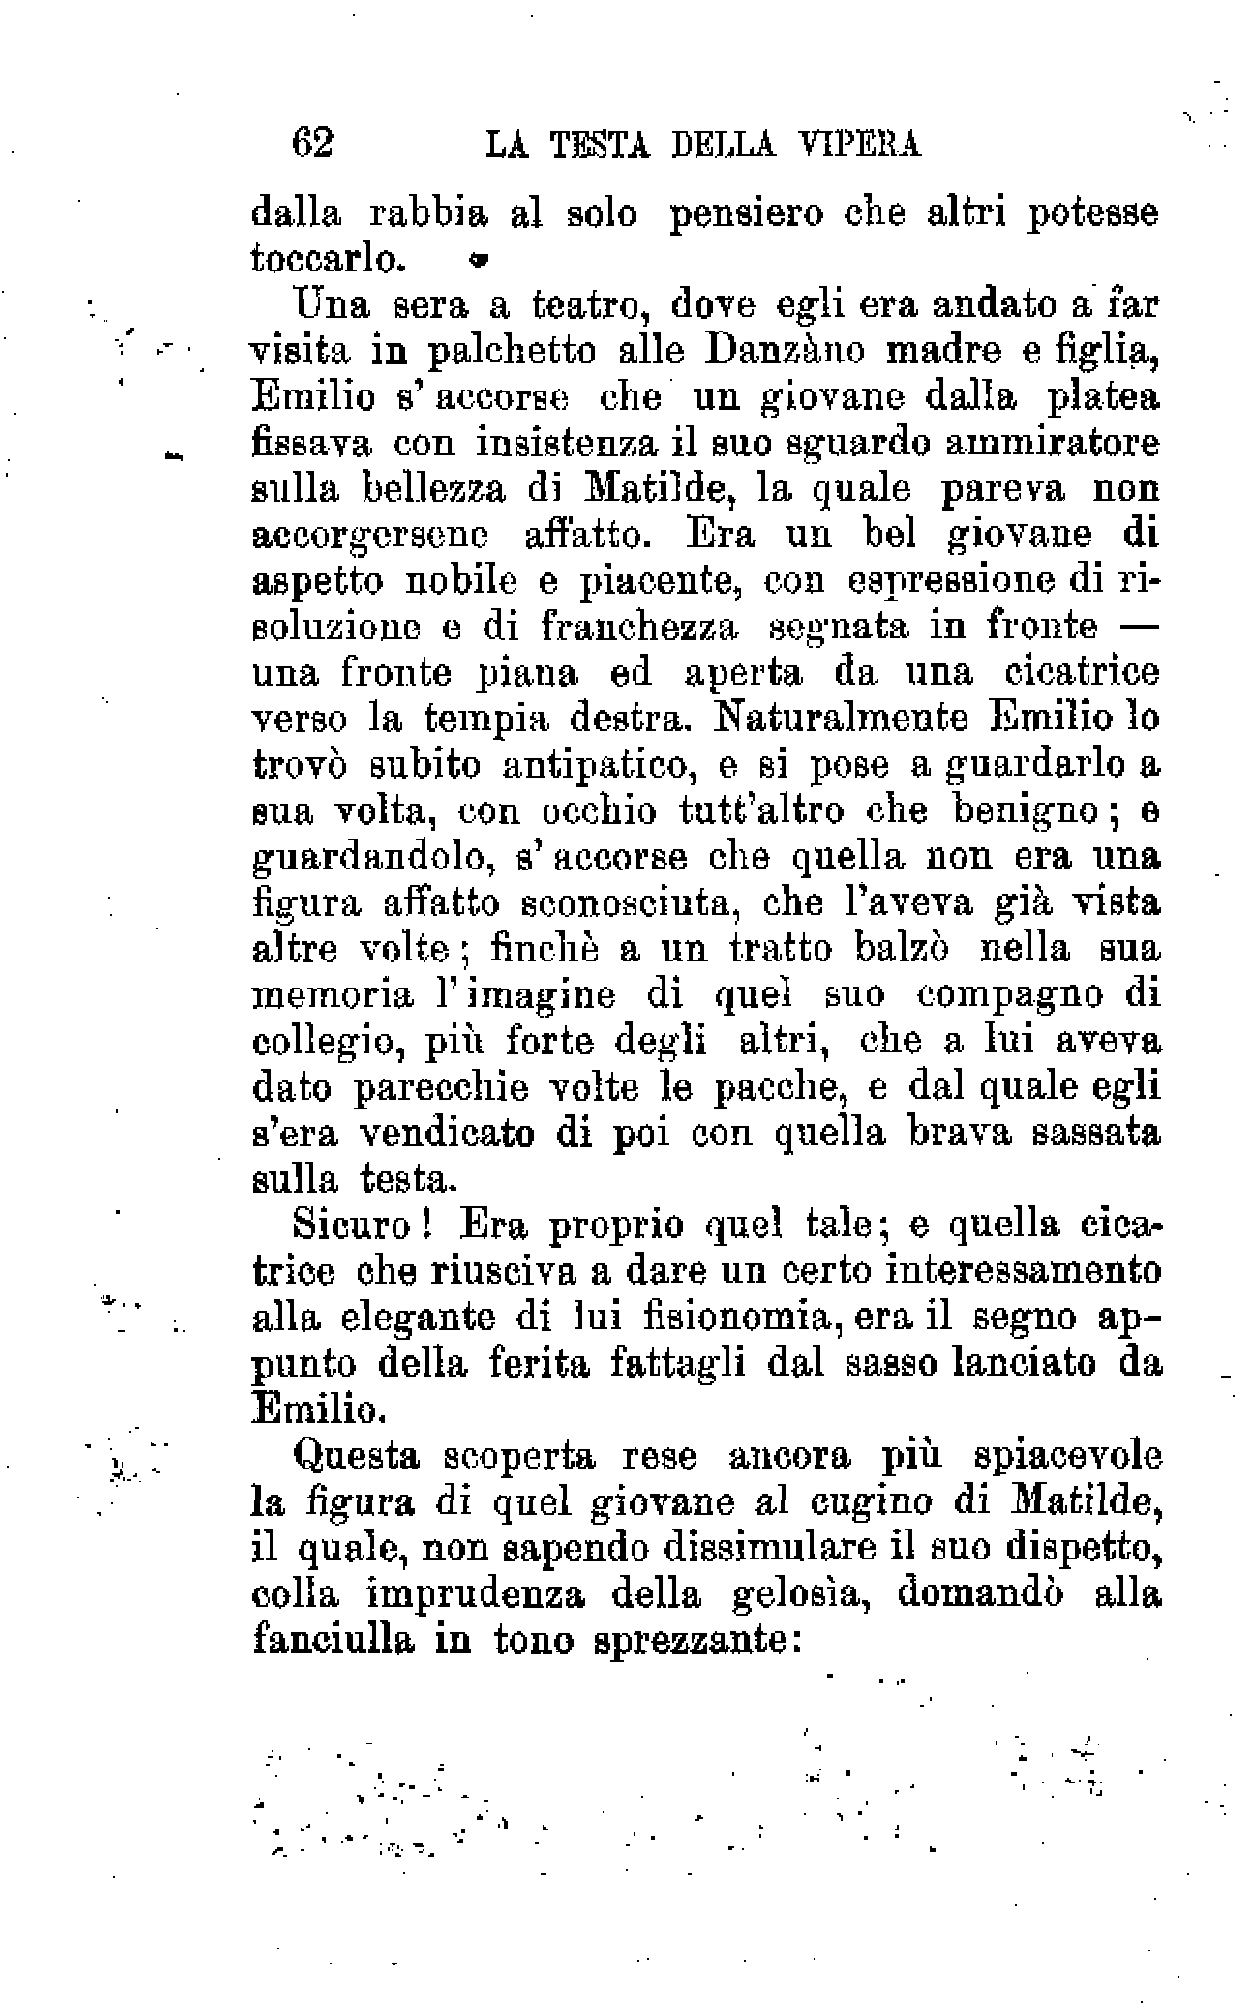 62 LA TESTA DELLA VIPERA
dalla rabbia al solo pensiero che altri potesse
toccarlo.
Una sera a teatro, dove egli era andato a far
visita in palchetto alle Danzàno madre e figlia,
Emilio s' accorse che un giovane dalla platea
fissava con insistenza il suo sguardo ammiratore
sulla bellezza di Matilde, la quale pareva non
accorgersene affatto. Era un bel giovane di
aspetto nobile e piacente, con espressione di ri-
soluzione e di franchezza segnata in fronte —
una fronte piana ed aperta da una cicatrice
verso la tempia destra. Naturalmente Emilio lo
trovò subito antipatico, e si pose a guardarlo a
sua volta, con occhio tutt'altro che benigno; e
guardandolo, s' accorse che quella non era una
figura affatto sconosciuta, che l'aveva già vista
altre volte; finchè a un tratto balzò nella sua
memoria l' imagine di quel suo compagno di
collegio, più forte degli altri, che a lui aveva
dato parecchie volte le pacche, e dal quale egli
s'era vendicato di poi con quella brava sassata
sulla testa.
Sicuro! Era proprio quel tale; e quella cica-
trice che riusciva a dare un certo interessamento
alla elegante di lui fisionomia, era il segno ap-
punto della ferita fattagli dal sasso lanciato da
Emilio.
Questa scoperta rese ancora più spiacevole
la figura di quel giovane al cugino di Matilde,
il quale, non sapendo dissimulare il suo dispetto,
colla imprudenza della gelosìa, domandò alla
fanciulla in tono sprezzante: